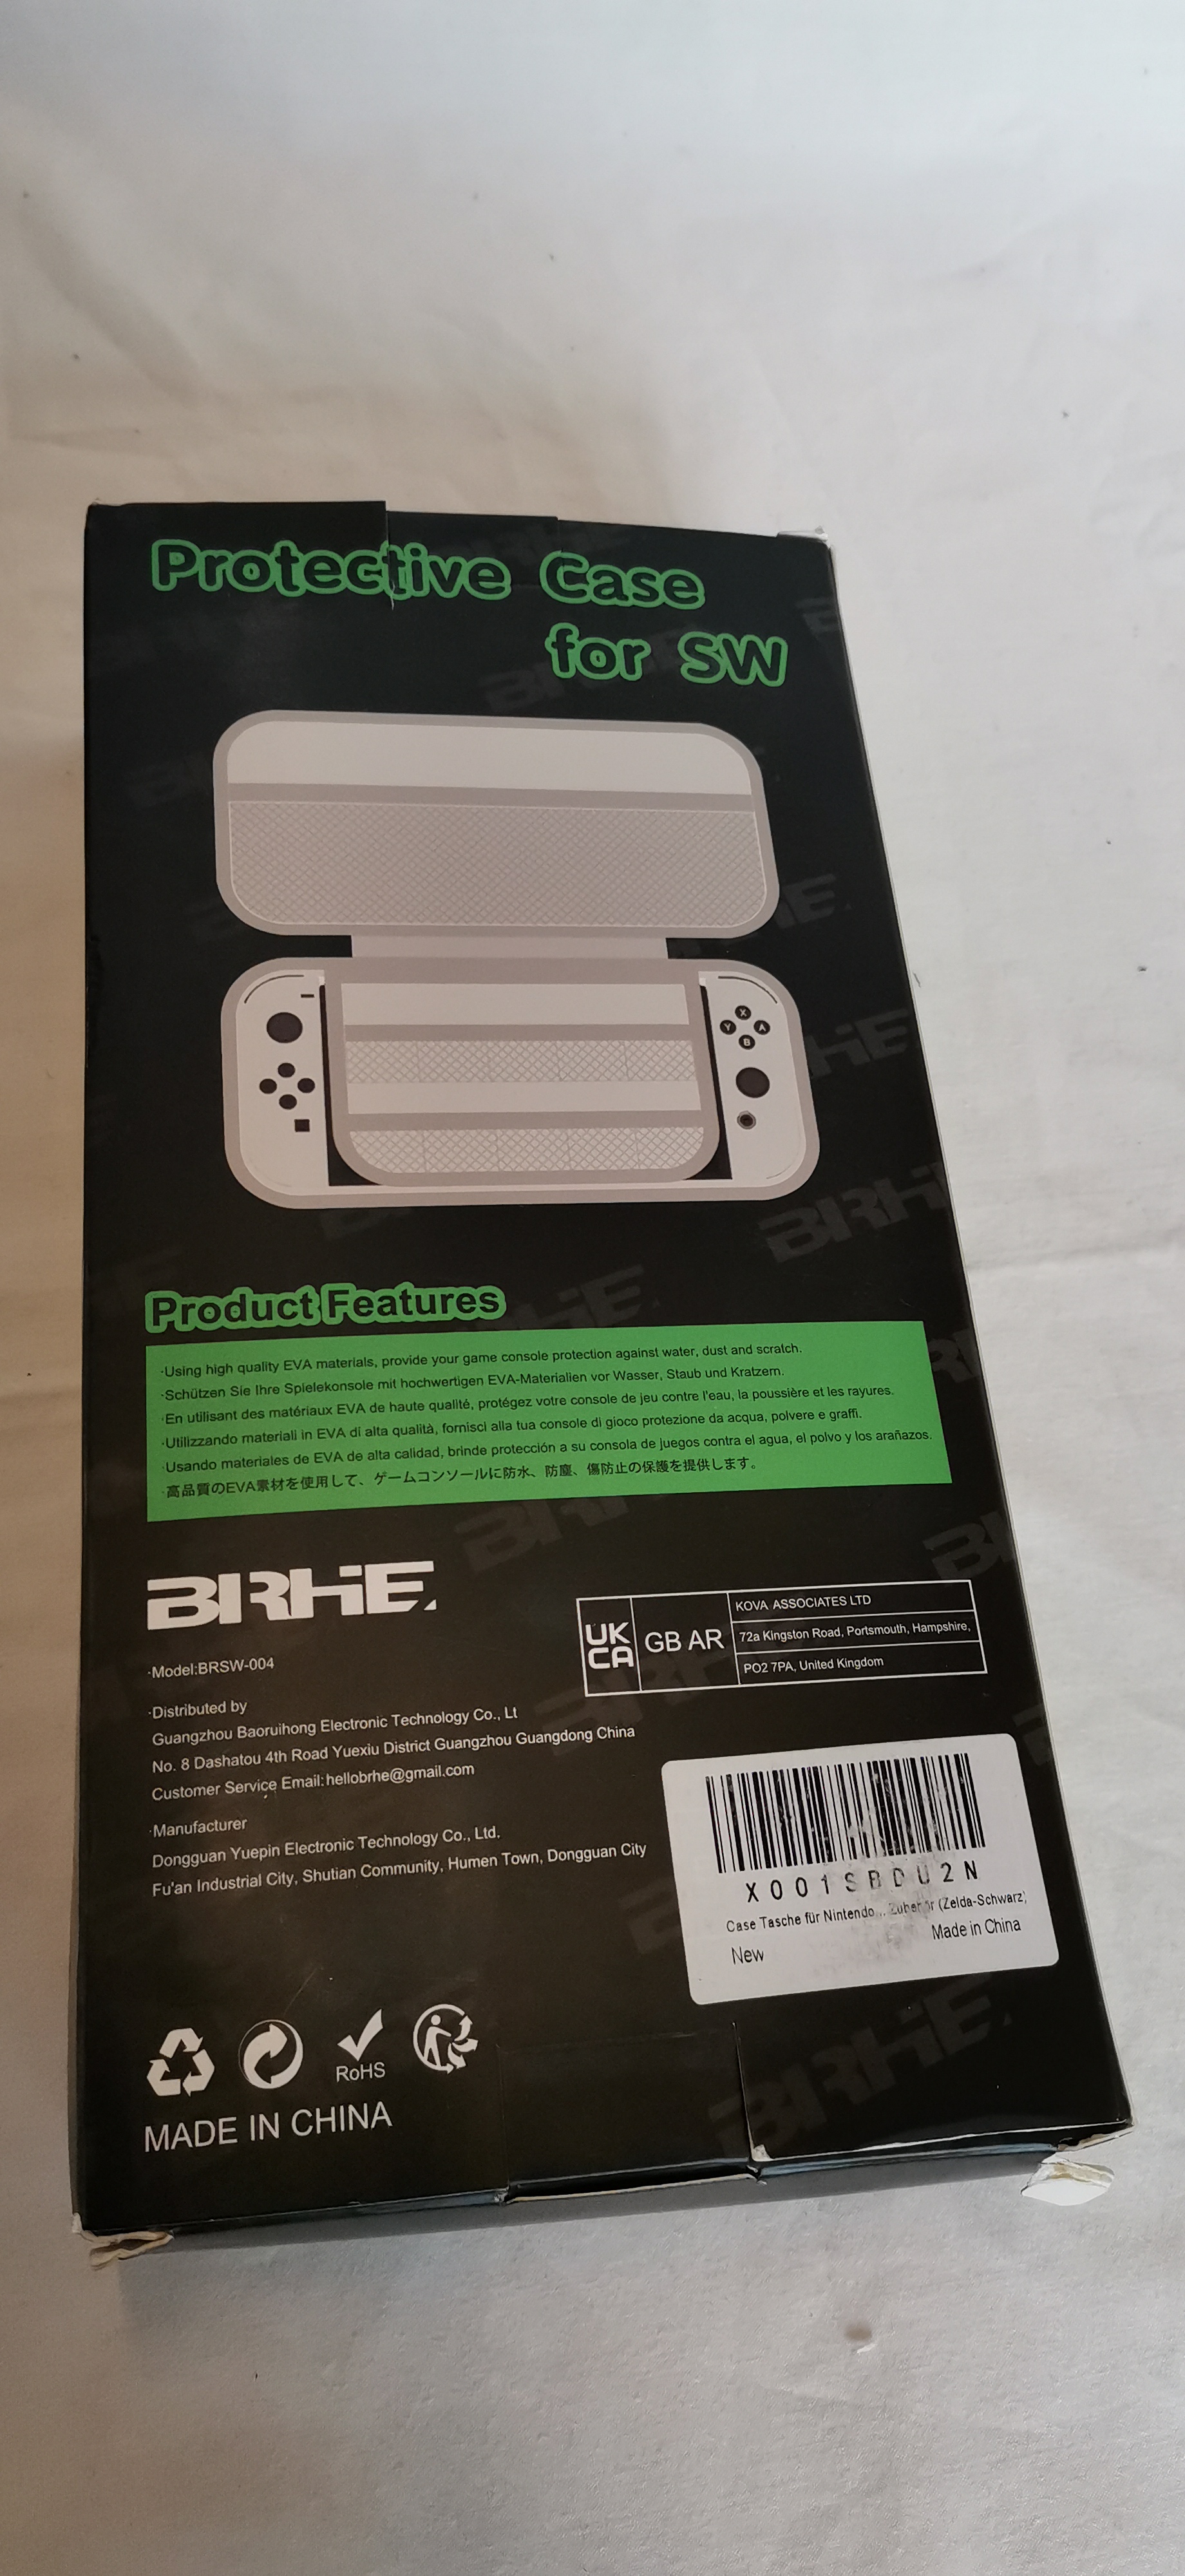 Protective Case
for SW
X
Y
A
B
Product Features
·Using high quality EVA materials, provide your game console protection against water, dust and scratch.
·Schützen Sie Ihre Spielekonsole mit hochwertigen EVA-Materialien vor Wasser, Staub und Kratzern.
·En utilisant des matériaux EVA de haute qualité, protégez votre console de jeu contre l'eau, la poussière et les rayures.
·Utilizzando materiali in EVA di alta qualità, fornisci alla tua console di gioco protezione da acqua, polvere e graffi.
·Usando materiales de EVA de alta calidad, brinde protección a su consola de juegos contra el agua, el polvo y los arañazos.
·高品質のEVA素材を使用して、ゲームコンソールに防水、防塵、傷防止の保護を提供します。
BRHE
UK
CA
GB AR
KOVA ASSOCIATES LTD
72a Kingston Road, Portsmouth, Hampshire,
PO2 7PA, United Kingdom
·Model:BRSW-004
·Distributed by
Guangzhou Baoruihong Electronic Technology Co., Lt
No. 8 Dashatou 4th Road Yuexiu District Guangzhou Guangdong China
Customer Service Email:hellobrhe@gmail.com
·Manufacturer
Dongguan Yuepin Electronic Technology Co., Ltd.
Fu'an Industrial City, Shutian Community, Humen Town, Dongguan City
X001SBDU2N
Case Tasche für Nintendo... Zubehör (Zelda-Schwarz)
New
Made in China
RoHS
MADE IN CHINA